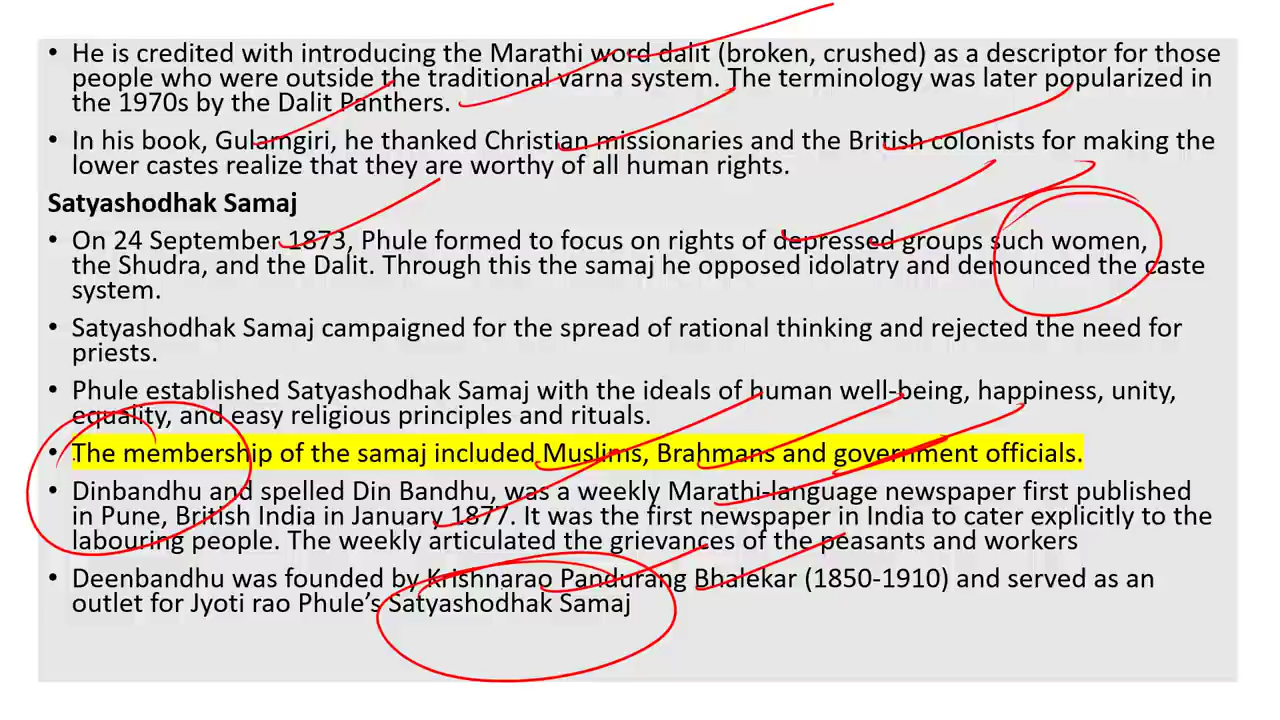 • He is credited with introducing the Marathi word dalit (broken, crushed) as a descriptor for those
people who were outside the traditional varna system. The terminology was later popularized in
the 1970s by the Dalit Panthers.
• In his book, Gulamgiri, he thanked Christian missionaries and the British colonists for making the
lower castes realize that they are worthy of all human rights.
Satyashodhak Samaj
• On 24 September 1873, Phule formed to focus on rights of depressed groups such women,
the Shudra, and the Dalit. Through this the samaj he opposed idolatry and denounced the caste
system.
• Satyashodhak Samaj campaigned for the spread of rational thinking and rejected the need for
priests.
• Phule established Satyashodhak Samaj with the ideals of human well-being, happiness, unity,
equality, and easy religious principles and rituals.
• The membership of the samaj included Muslims, Brahmans and government officials.
• Dinbandhu and spelled Din Bandhu, was a weekly Marathi-language newspaper first published
in Pune, British India in January 1877. It was the first newspaper in India to cater explicitly to the
labouring people. The weekly articulated the grievances of the peasants and workers
• Deenbandhu was founded by Krishnarao Pandurang Bhalekar (1850-1910) and served as an
outlet for Jyoti rao Phule’s Satyashodhak Samaj